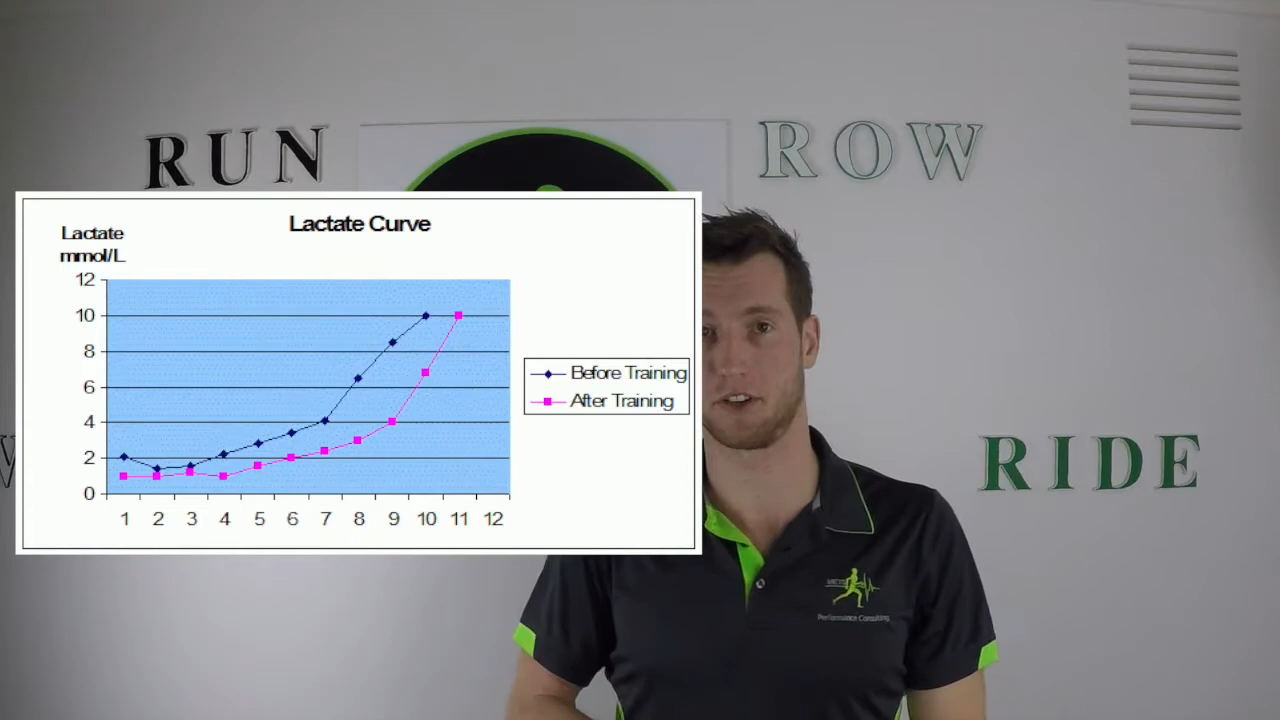 RUN
ROW
RIDE
Lactate Curve
Lactate
mmol/L
12
10
8
6
4
2
0
1 2 3 4 5 6 7 8 9 10 11 12
Before Training
After Training
Performance Consulting